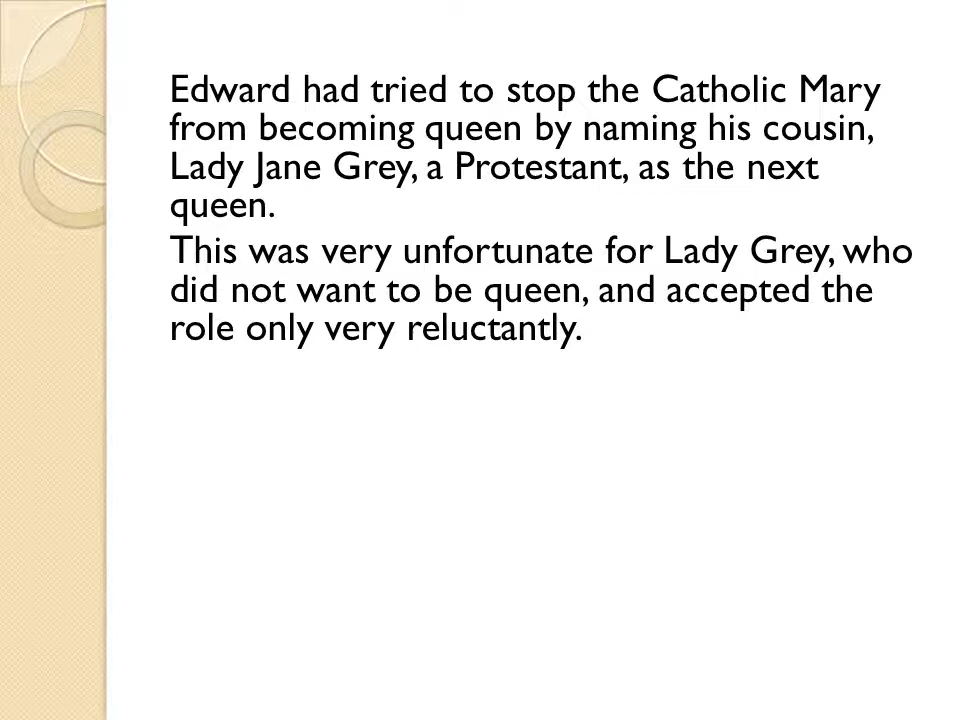 Edward had tried to stop the Catholic Mary
from becoming queen by naming his cousin,
Lady Jane Grey, a Protestant, as the next
queen.
This was very unfortunate for Lady Grey, who
did not want to be queen, and accepted the
role only very reluctantly.